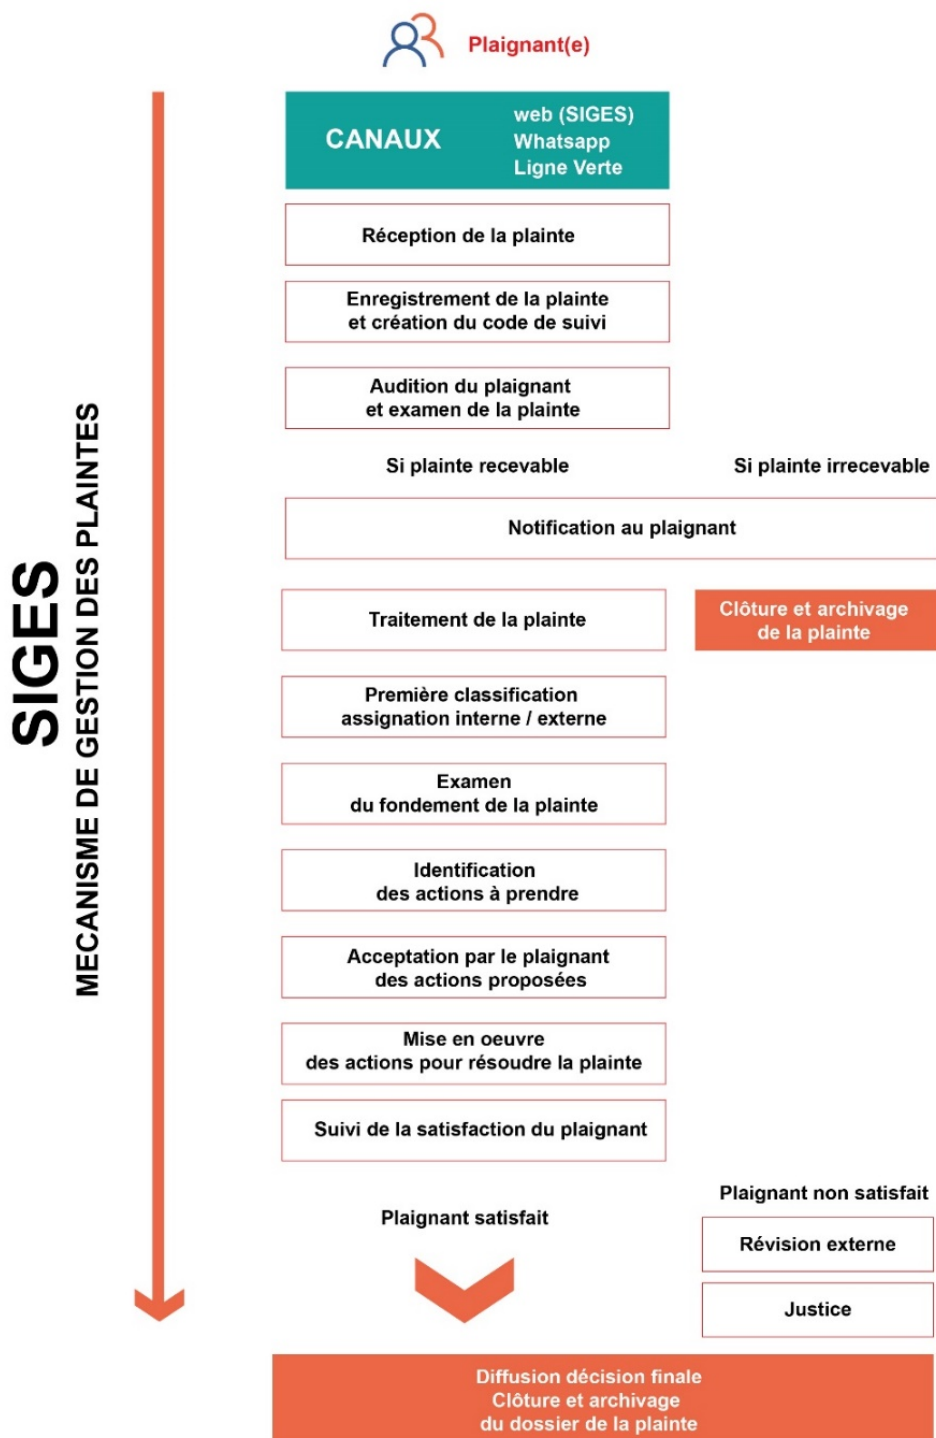 Plaignant(e)
CANAUX
web (SIGES)
Whatsapp
Ligne Verte
Réception de la plainte
Enregistrement de la plainte
et création du code de suivi
Audition du plaignant
et examen de la plainte
Si plainte recevable
Si plainte irrecevable
Notification au plaignant
Traitement de la plainte
Clôture et archivage
de la plainte
Première classification
assignation interne / externe
Examen
du fondement de la plainte
Identification
des actions à prendre
Acceptation par le plaignant
des actions proposées
Mise en oeuvre
des actions pour résoudre la plainte
Suivi de la satisfaction du plaignant
Plaignant satisfait
Plaignant non satisfait
Révision externe
Justice
Diffusion décision finale
Clôture et archivage
du dossier de la plainte
SIGES
MECANISME DE GESTION DES PLAINTES